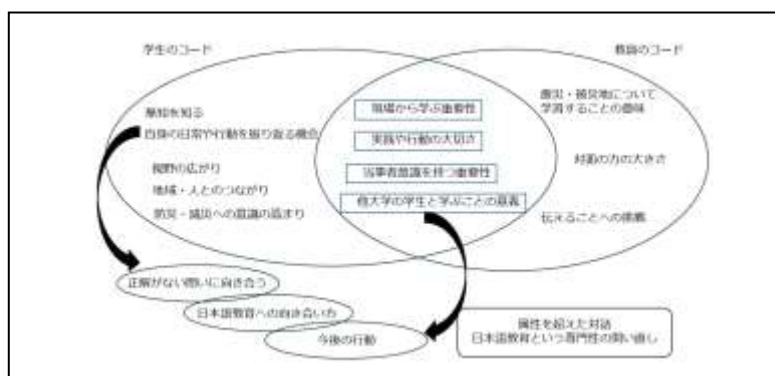 学生のコード
教師のコード
現場から学ぶ重要性
実践や行動の大切さ
当事者意識を持つ重要性
他大学の学生と学ぶことの意義
自身の日常や行動を振り返る機会
視野の広がり
地域・人とのつながり
防災・減災への意識の高まり
震災・被災地について
学習することの意味
対面の力の大きさ
伝えることへの挑戦
正解がない問いに向き合う
日本語教育への向き合い方
今後の行動
属性を超えた対話
日本語教育という専門性の問い直し